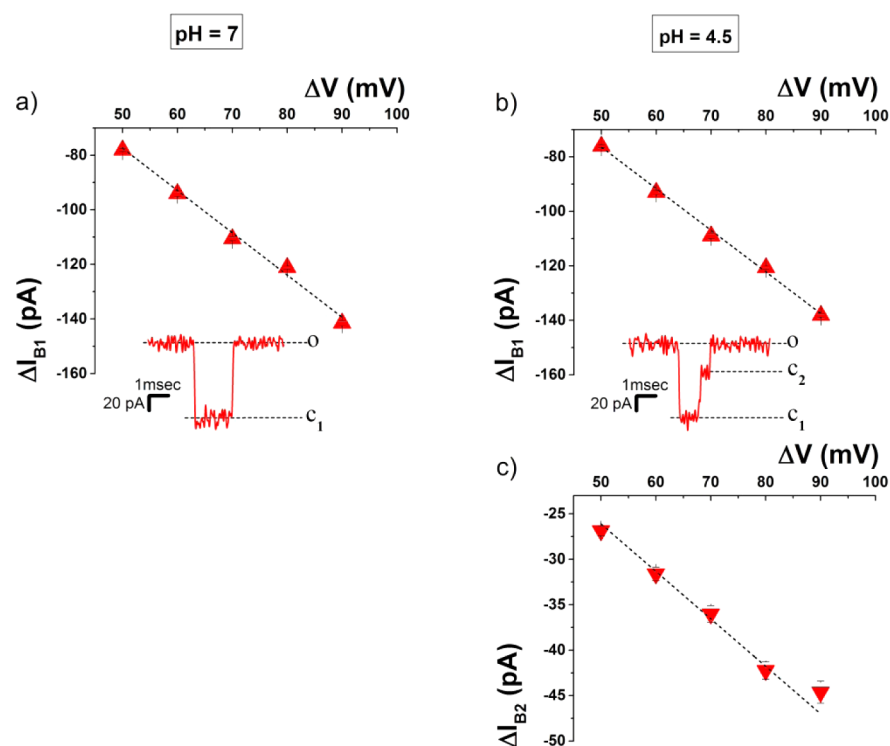 pH = 7
pH = 4.5
a)
ΔV (mV)
50 60 70 80 90 100
-80
-100
-120
-140
-160
ΔI_B1 (pA)
o
1msec
20 pA
c_1
b)
ΔV (mV)
50 60 70 80 90 100
-80
-100
-120
-140
-160
ΔI_B1 (pA)
o
c_2
1msec
20 pA
c_1
c)
ΔV (mV)
50 60 70 80 90 100
-25
-30
-35
-40
-45
-50
ΔI_B2 (pA)